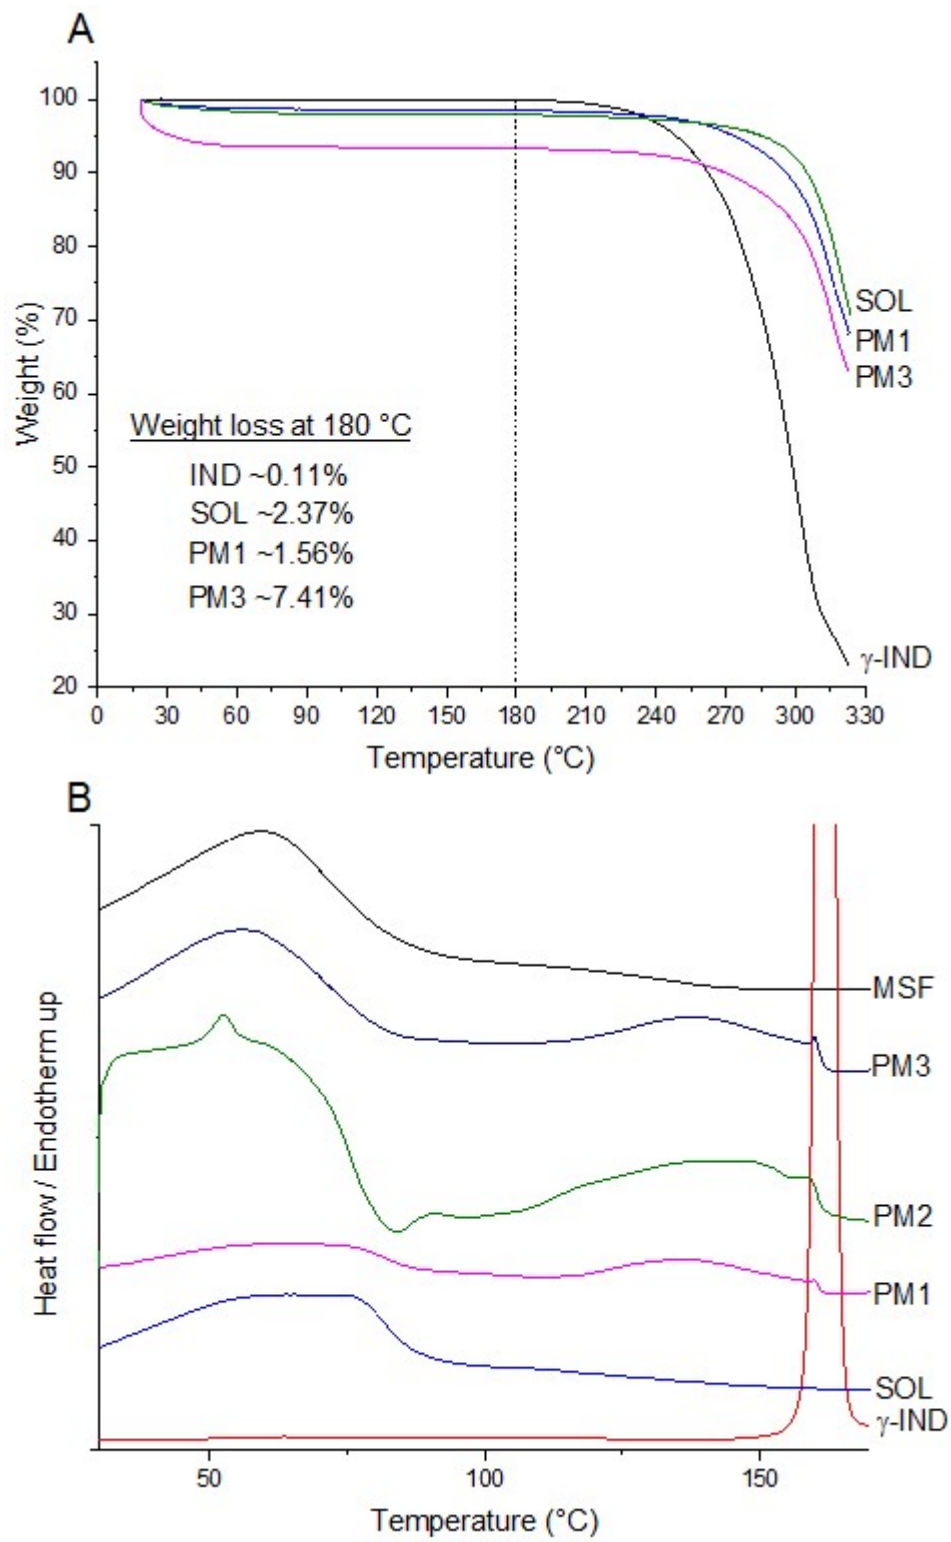 A
100
90
80
70
60
50
40
30
20
Weight (%)
SOL
PM1
PM3
γ-IND
Weight loss at 180 °C
IND ~0.11%
SOL ~2.37%
PM1 ~1.56%
PM3 ~7.41%
0 30 60 90 120 150 180 210 240 270 300 330
Temperature (°C)
B
Heat flow / Endotherm up
MSF
PM3
PM2
PM1
SOL
γ-IND
50 100 150
Temperature (°C)